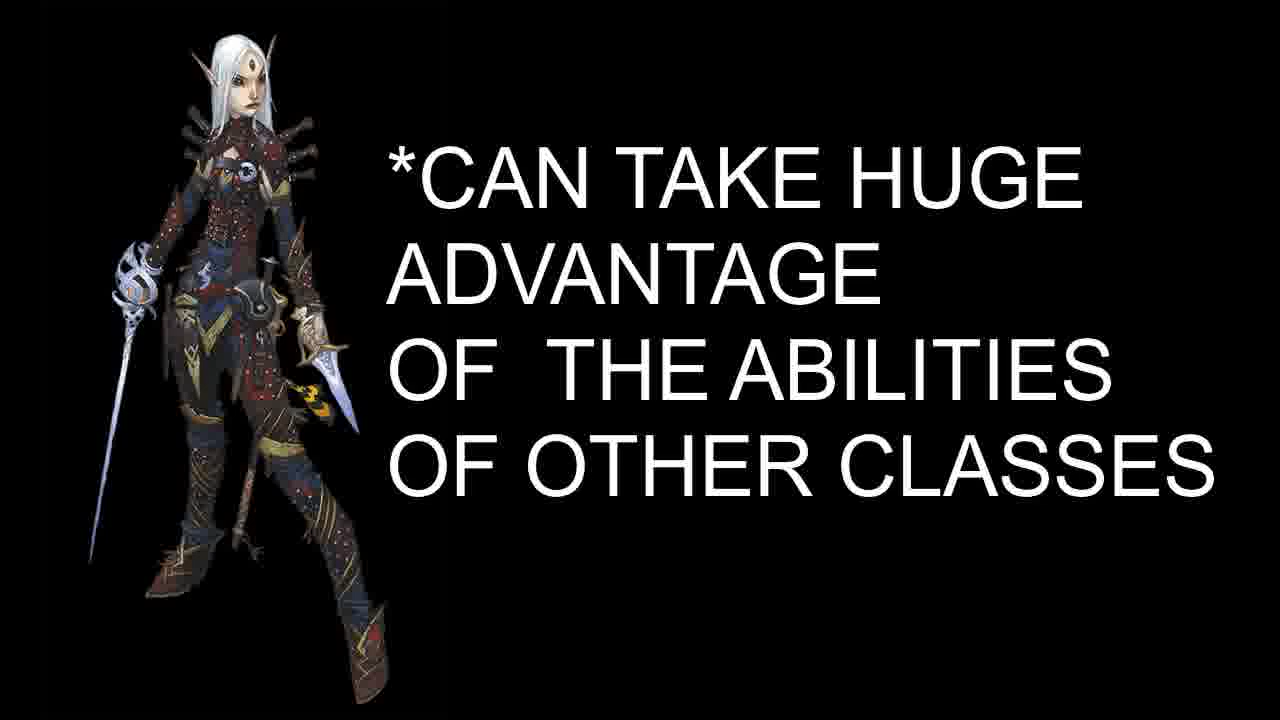 *CAN TAKE HUGE
ADVANTAGE
OF THE ABILITIES
OF OTHER CLASSES